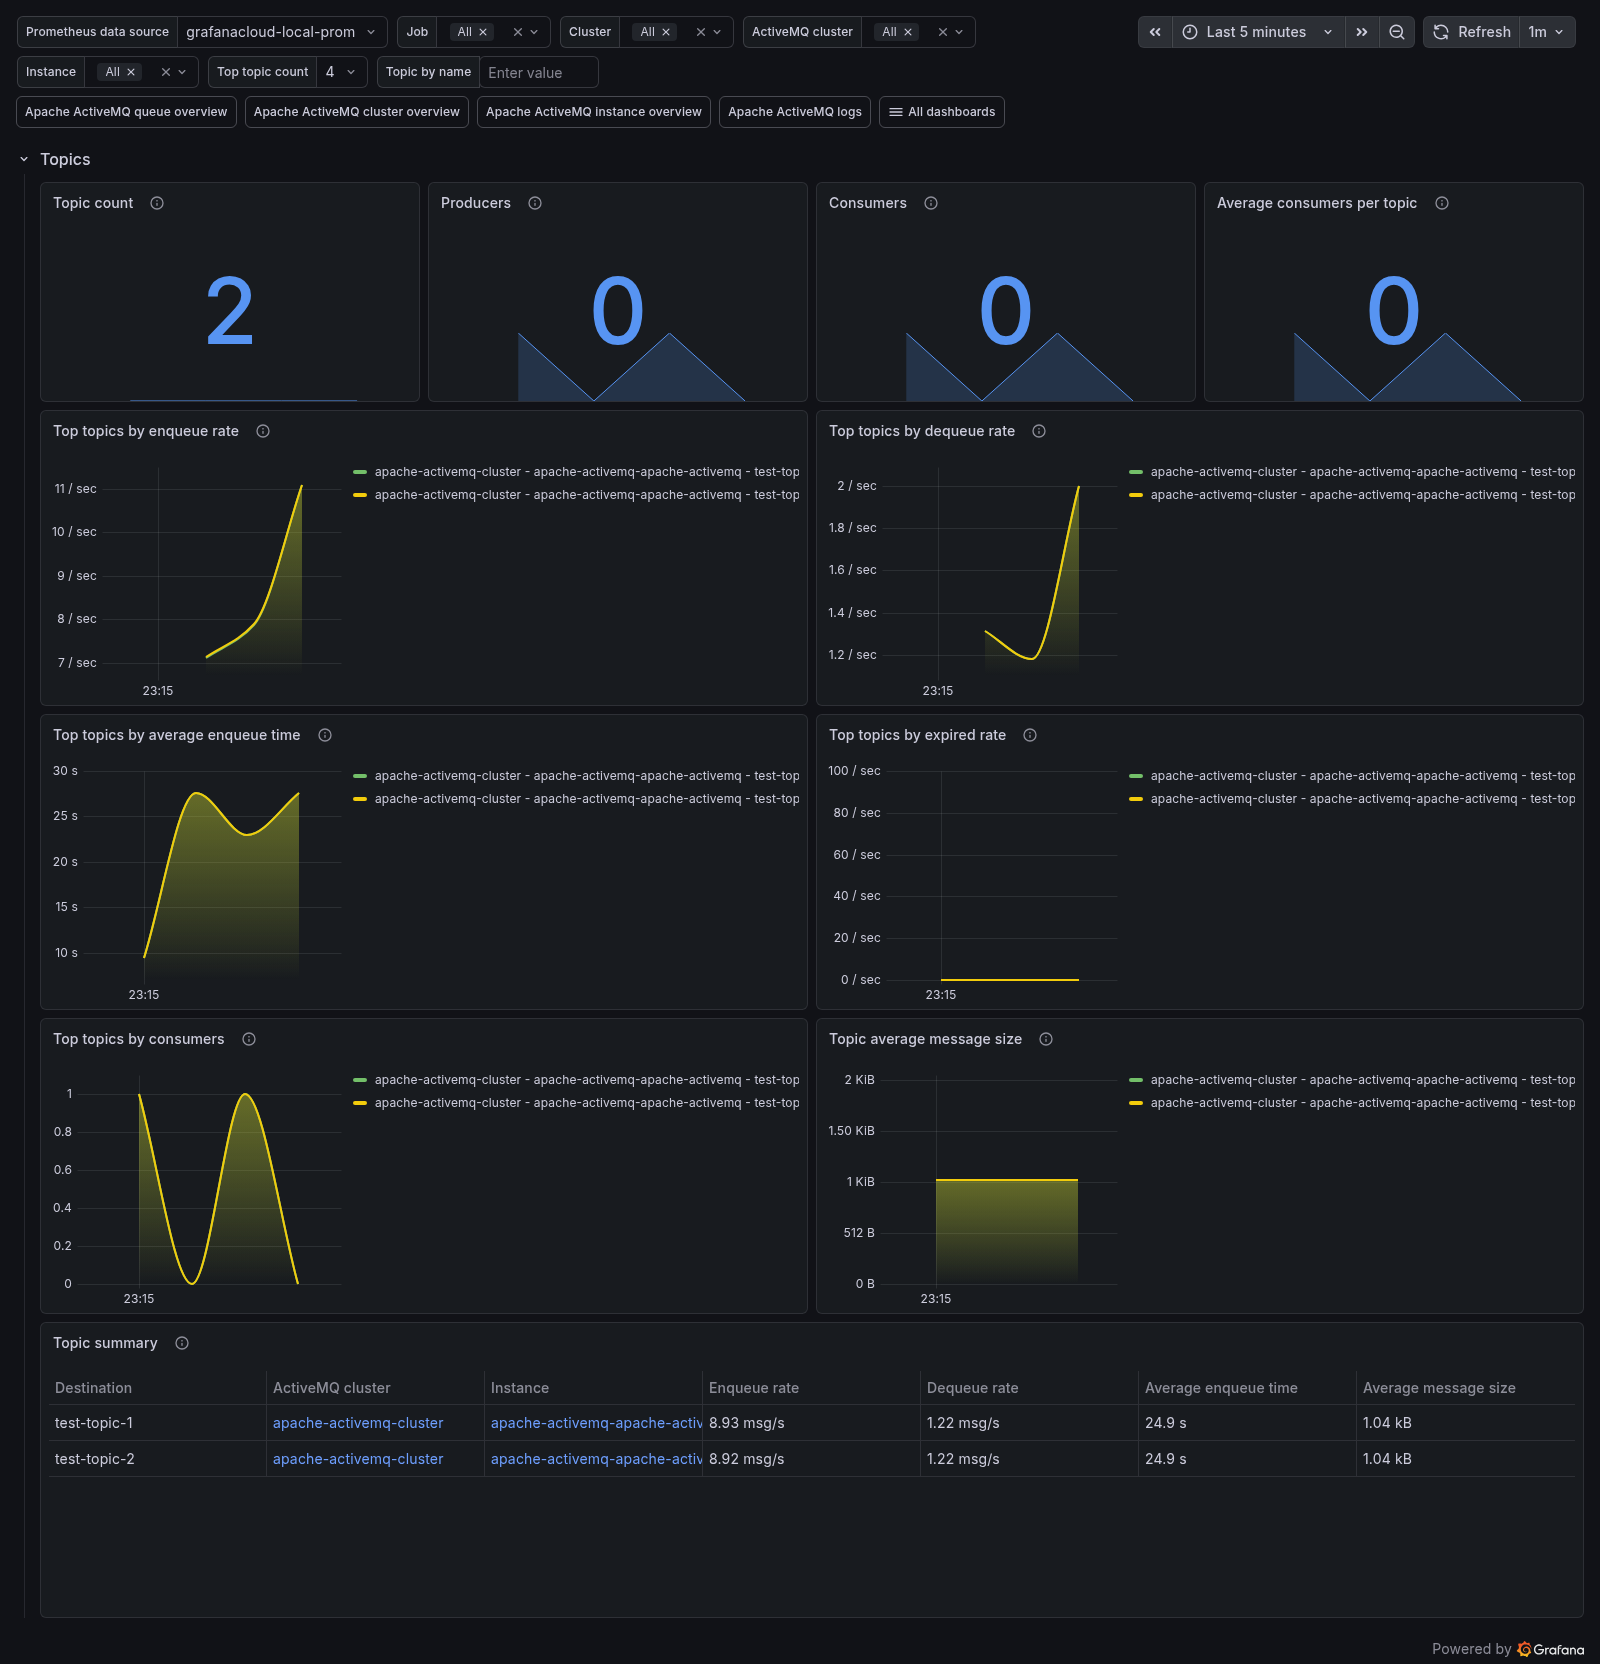 Prometheus data source grafanacloud-local-prom Job All Cluster All ActiveMQ cluster All Last 5 minutes Refresh 1m
Instance All Top topic count 4 Topic by name Enter value
Apache ActiveMQ queue overview Apache ActiveMQ cluster overview Apache ActiveMQ instance overview Apache ActiveMQ logs All dashboards
Topics
Topic count
2
Producers
0
Consumers
0
Average consumers per topic
0
Top topics by enqueue rate
11 / sec
10 / sec
9 / sec
8 / sec
7 / sec
23:15
apache-activemq-cluster - apache-activemq-apache-activemq - test-top
apache-activemq-cluster - apache-activemq-apache-activemq - test-top
Top topics by dequeue rate
2 / sec
1.8 / sec
1.6 / sec
1.4 / sec
1.2 / sec
23:15
apache-activemq-cluster - apache-activemq-apache-activemq - test-top
apache-activemq-cluster - apache-activemq-apache-activemq - test-top
Top topics by average enqueue time
30 s
25 s
20 s
15 s
10 s
23:15
apache-activemq-cluster - apache-activemq-apache-activemq - test-top
apache-activemq-cluster - apache-activemq-apache-activemq - test-top
Top topics by expired rate
100 / sec
80 / sec
60 / sec
40 / sec
20 / sec
0 / sec
23:15
apache-activemq-cluster - apache-activemq-apache-activemq - test-top
apache-activemq-cluster - apache-activemq-apache-activemq - test-top
Top topics by consumers
1
0.8
0.6
0.4
0.2
0
23:15
apache-activemq-cluster - apache-activemq-apache-activemq - test-top
apache-activemq-cluster - apache-activemq-apache-activemq - test-top
Topic average message size
2 KiB
1.50 KiB
1 KiB
512 B
0 B
23:15
apache-activemq-cluster - apache-activemq-apache-activemq - test-top
apache-activemq-cluster - apache-activemq-apache-activemq - test-top
Topic summary
Destination ActiveMQ cluster Instance Enqueue rate Dequeue rate Average enqueue time Average message size
test-topic-1 apache-activemq-cluster apache-activemq-apache-activ 8.93 msg/s 1.22 msg/s 24.9 s 1.04 kB
test-topic-2 apache-activemq-cluster apache-activemq-apache-activ 8.92 msg/s 1.22 msg/s 24.9 s 1.04 kB
Powered by Grafana